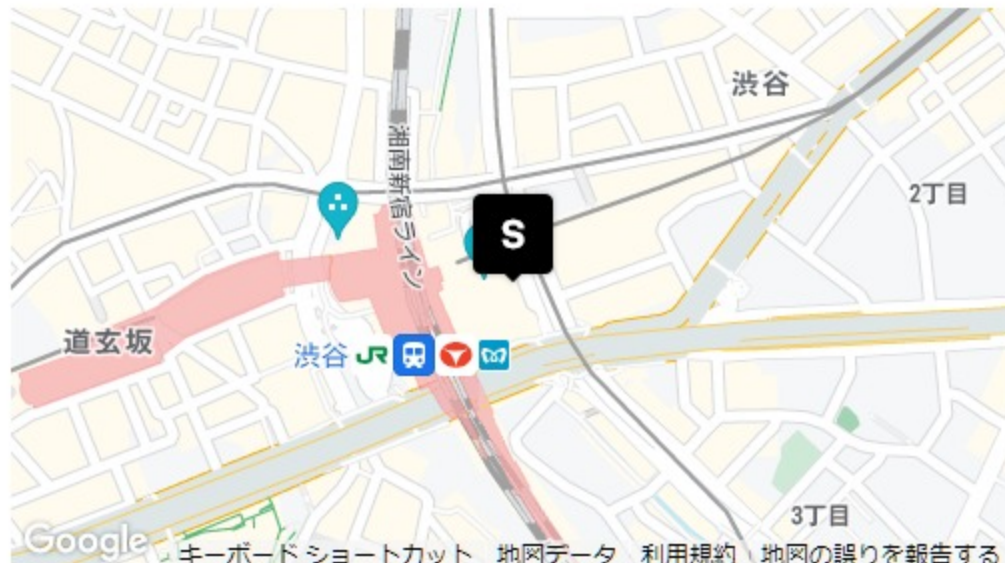 渋谷
湘南新宿ライン
2丁目
S
道玄坂
渋谷 JR
3丁目
Google
キーボード ショートカット 地図データ 利用規約 地図の誤りを報告する